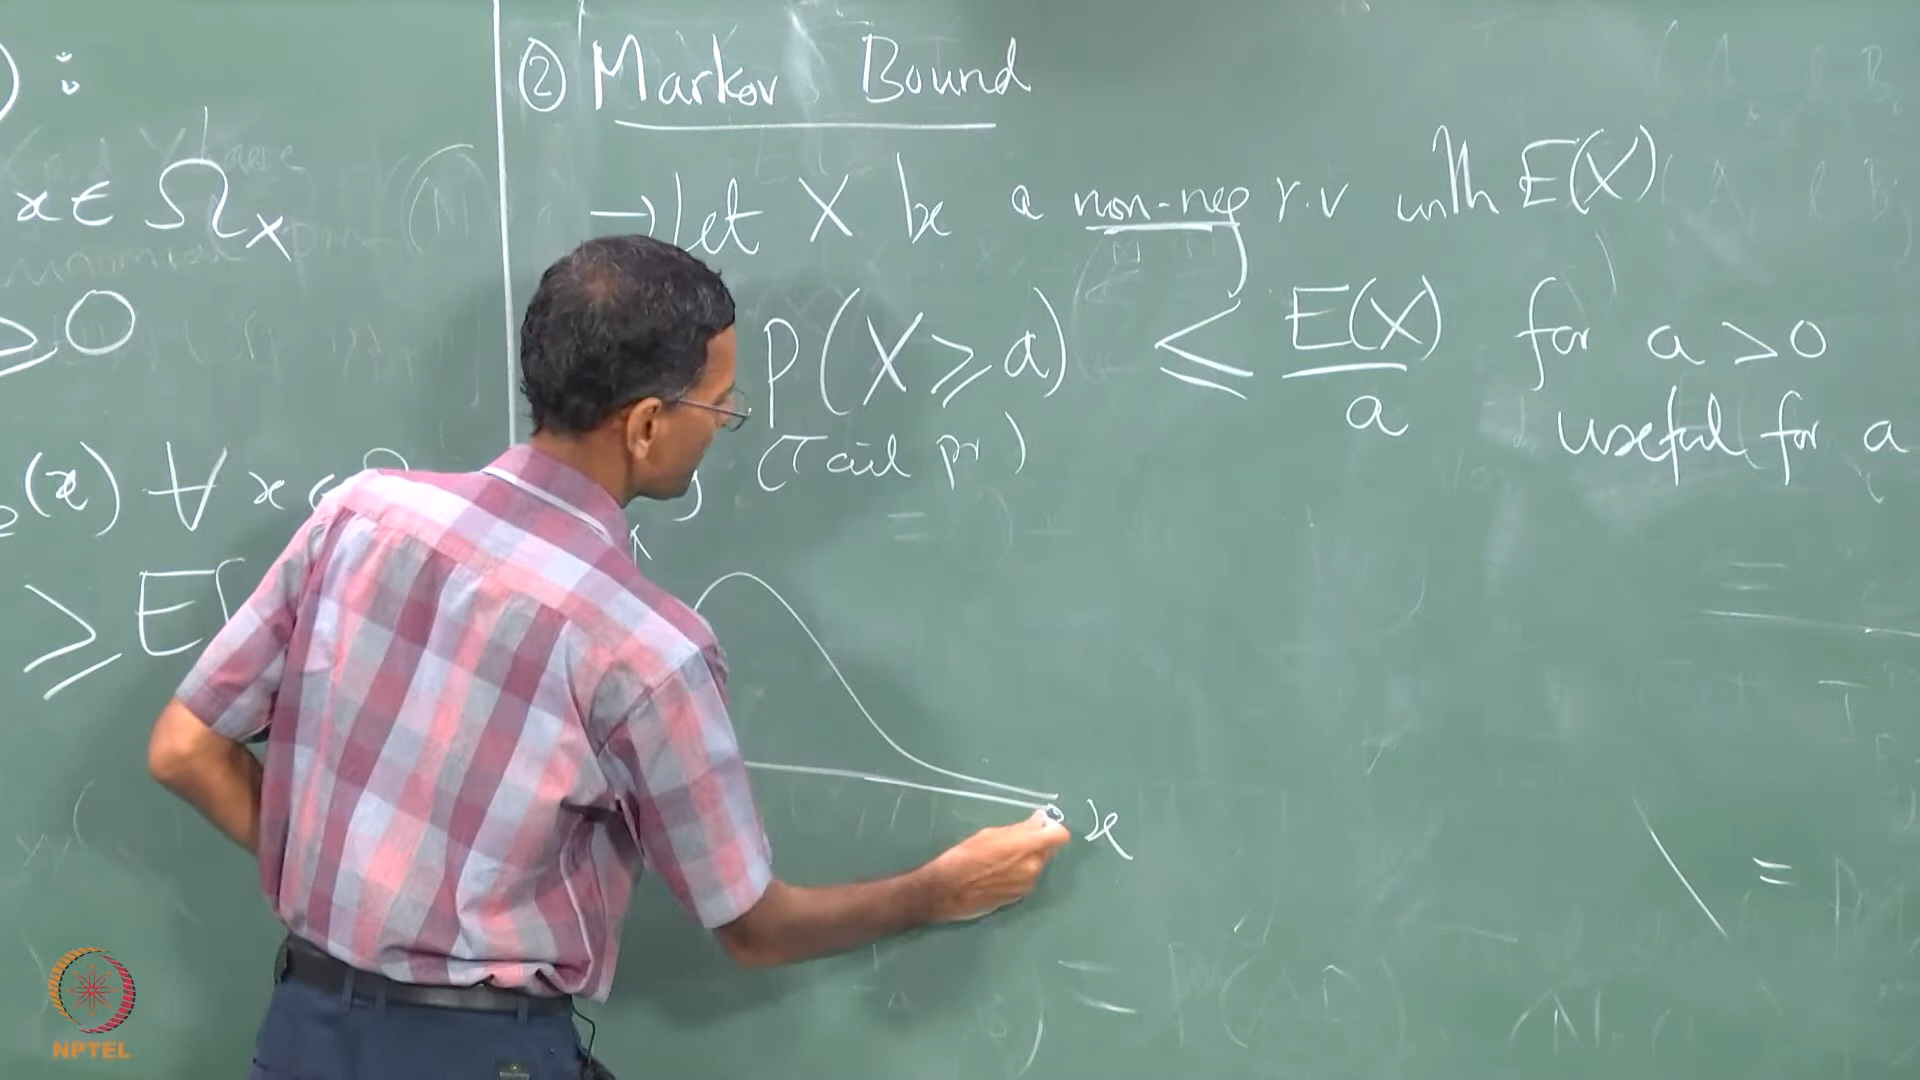 ) :
x ∈ Ω_X
≥ 0
(x) ∀ x
≥ E[
② Markov Bound
→ Let X be a non-neg r.v with E(X)
P(X ≥ a) ≤ E(X)/a for a > 0
(Tail pr)
useful for a
x
NPTEL